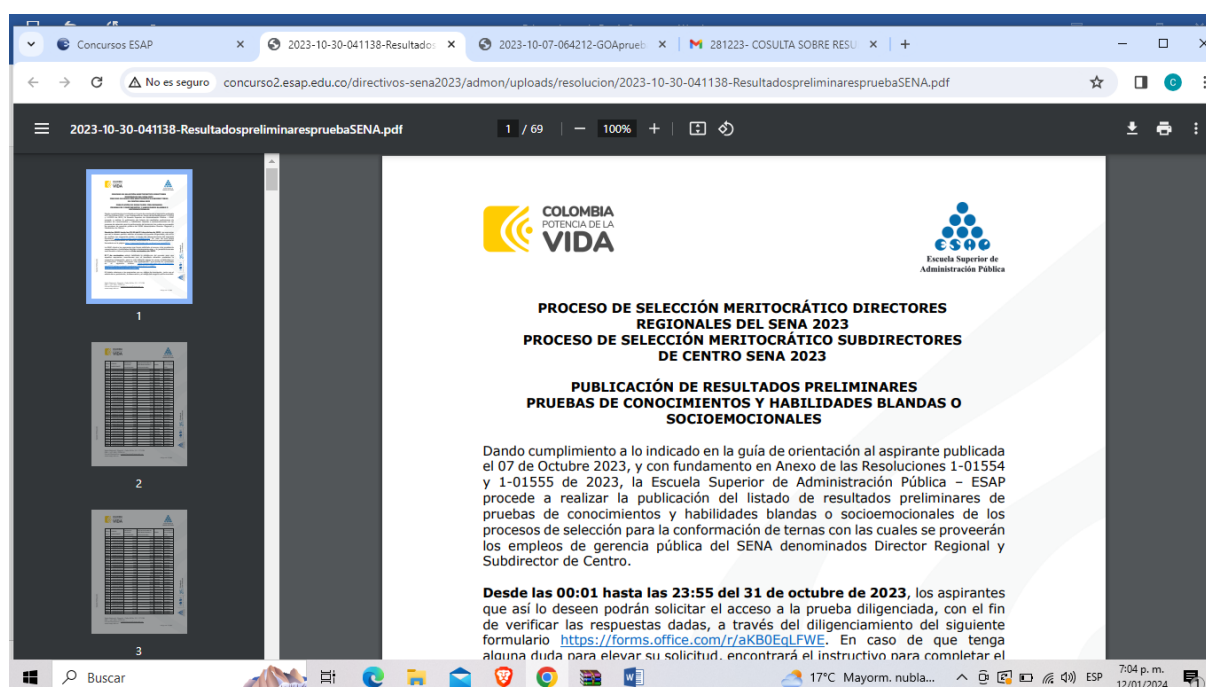 Concursos ESAP
2023-10-30-041138-Resultados
2023-10-07-064212-GOAprueb
281223- COSULTA SOBRE RESU
No es seguro
concurso2.esap.edu.co/directivos-sena2023/admon/uploads/resolucion/2023-10-30-041138-ResultadospreliminarespruebaSENA.pdf
C
2023-10-30-041138-ResultadospreliminarespruebaSENA.pdf
1 / 69
100%
1
2
3
COLOMBIA
POTENCIA DE LA
VIDA
ESAP
Escuela Superior de
Administración Pública
PROCESO DE SELECCIÓN MERITOCRÁTICO DIRECTORES
REGIONALES DEL SENA 2023
PROCESO DE SELECCIÓN MERITOCRÁTICO SUBDIRECTORES
DE CENTRO SENA 2023
PUBLICACIÓN DE RESULTADOS PRELIMINARES
PRUEBAS DE CONOCIMIENTOS Y HABILIDADES BLANDAS O
SOCIOEMOCIONALES
Dando cumplimiento a lo indicado en la guía de orientación al aspirante publicada
el 07 de Octubre 2023, y con fundamento en Anexo de las Resoluciones 1-01554
y 1-01555 de 2023, la Escuela Superior de Administración Pública – ESAP
procede a realizar la publicación del listado de resultados preliminares de
pruebas de conocimientos y habilidades blandas o socioemocionales de los
procesos de selección para la conformación de ternas con las cuales se proveerán
los empleos de gerencia pública del SENA denominados Director Regional y
Subdirector de Centro.
Desde las 00:01 hasta las 23:55 del 31 de octubre de 2023, los aspirantes
que así lo deseen podrán solicitar el acceso a la prueba diligenciada, con el fin
de verificar las respuestas dadas, a través del diligenciamiento del siguiente
formulario https://forms.office.com/r/aKB0EqLFWE. En caso de que tenga
alguna duda para elevar su solicitud, encontrará el instructivo para completar el
Buscar
17°C Mayorm. nubla...
ESP
7:04 p. m.
12/01/2024